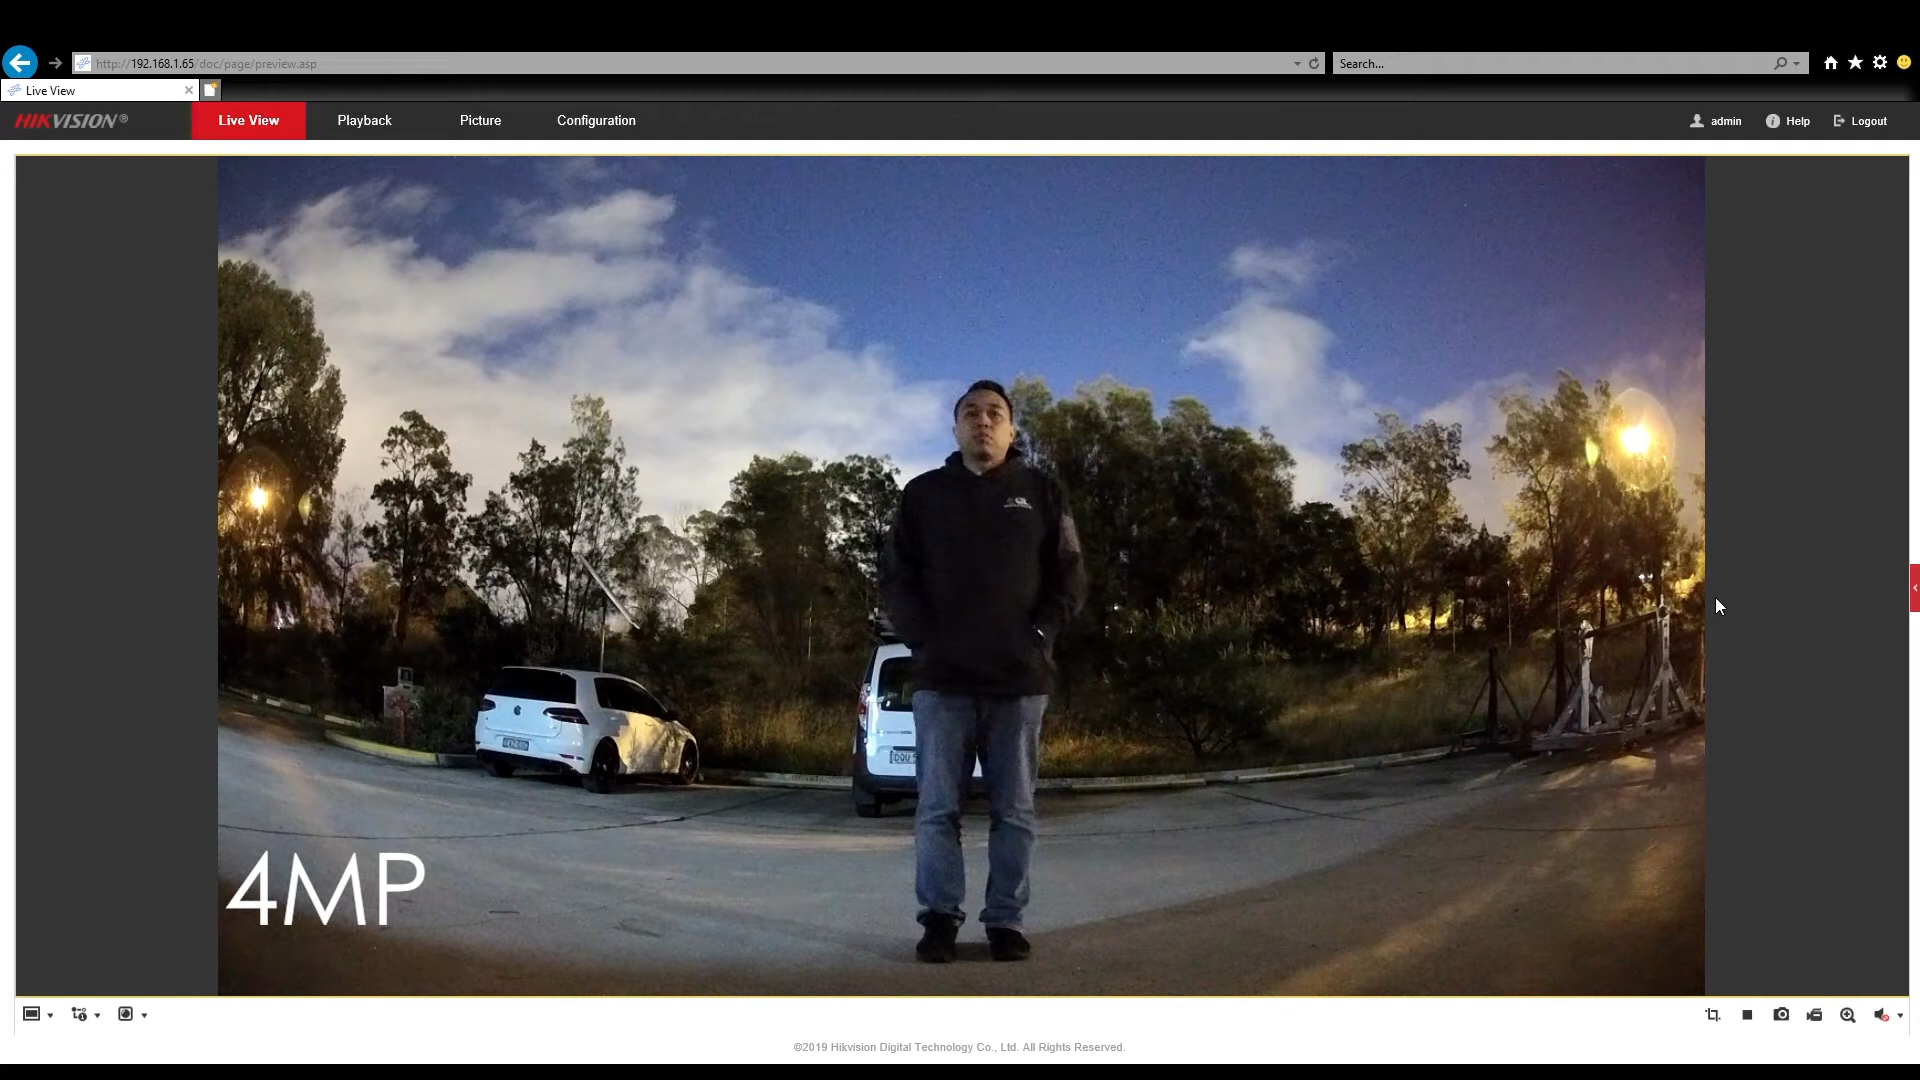 http://192.168.1.65/doc/page/preview.asp
Search...
Live View
HIKVISION®
Live View
Playback
Picture
Configuration
admin
Help
Logout
4MP
©2019 Hikvision Digital Technology Co., Ltd. All Rights Reserved.